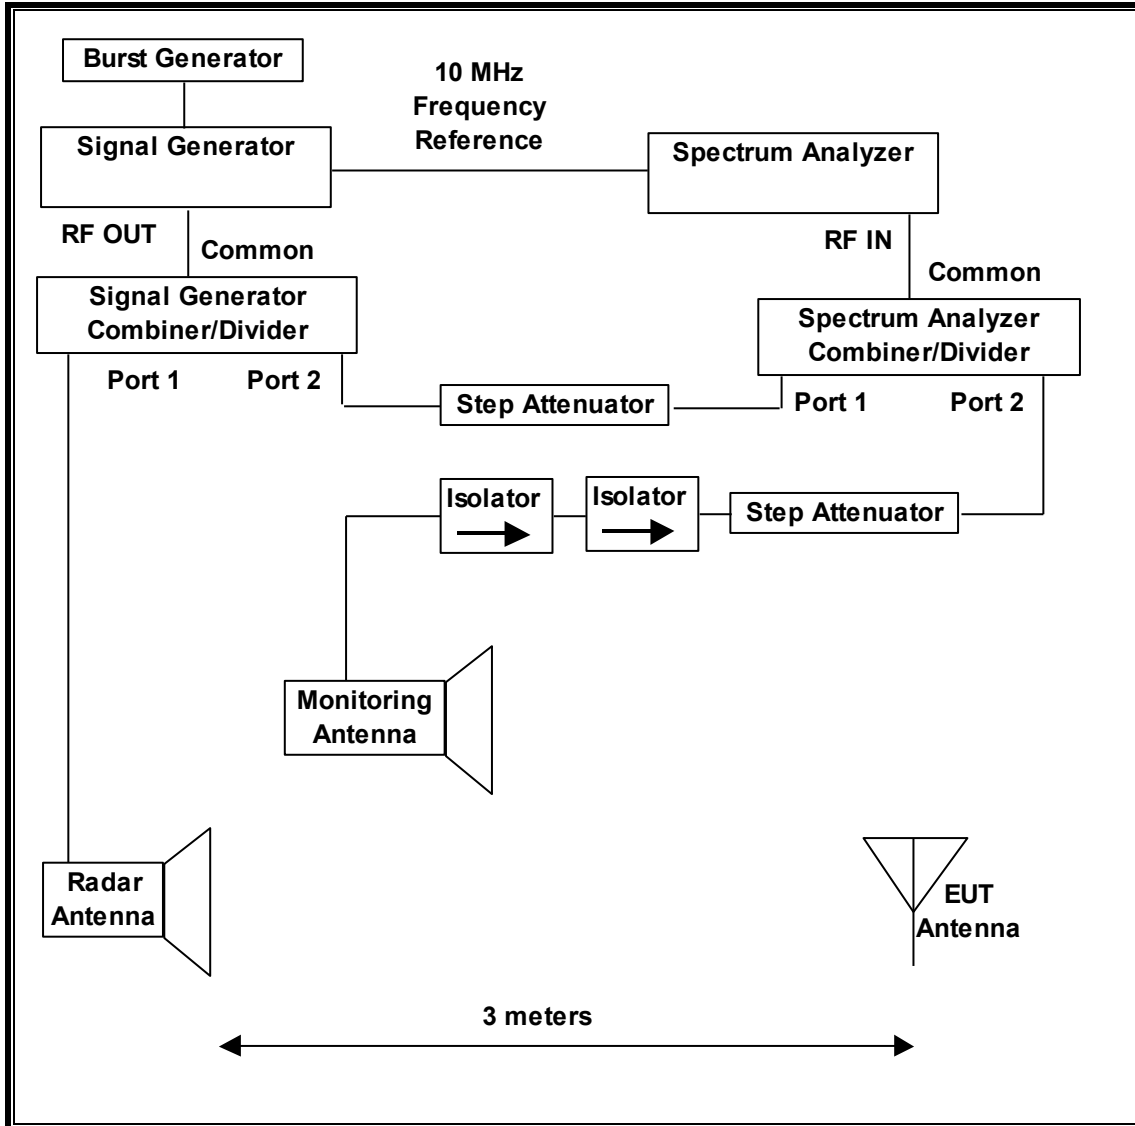 Burst Generator
10 MHz
Frequency
Reference
Signal Generator
Spectrum Analyzer
RF OUT
Common
RF IN
Common
Signal Generator
Combiner/Divider
Spectrum Analyzer
Combiner/Divider
Port 1
Port 2
Step Attenuator
Port 1
Port 2
Isolator
Isolator
Step Attenuator
Monitoring
Antenna
Radar
Antenna
EUT
Antenna
3 meters